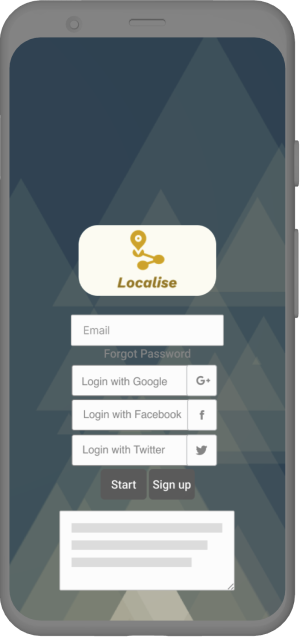 Localise
Email
Forgot Password
Login with Google G+
Login with Facebook f
Login with Twitter
Start Sign up